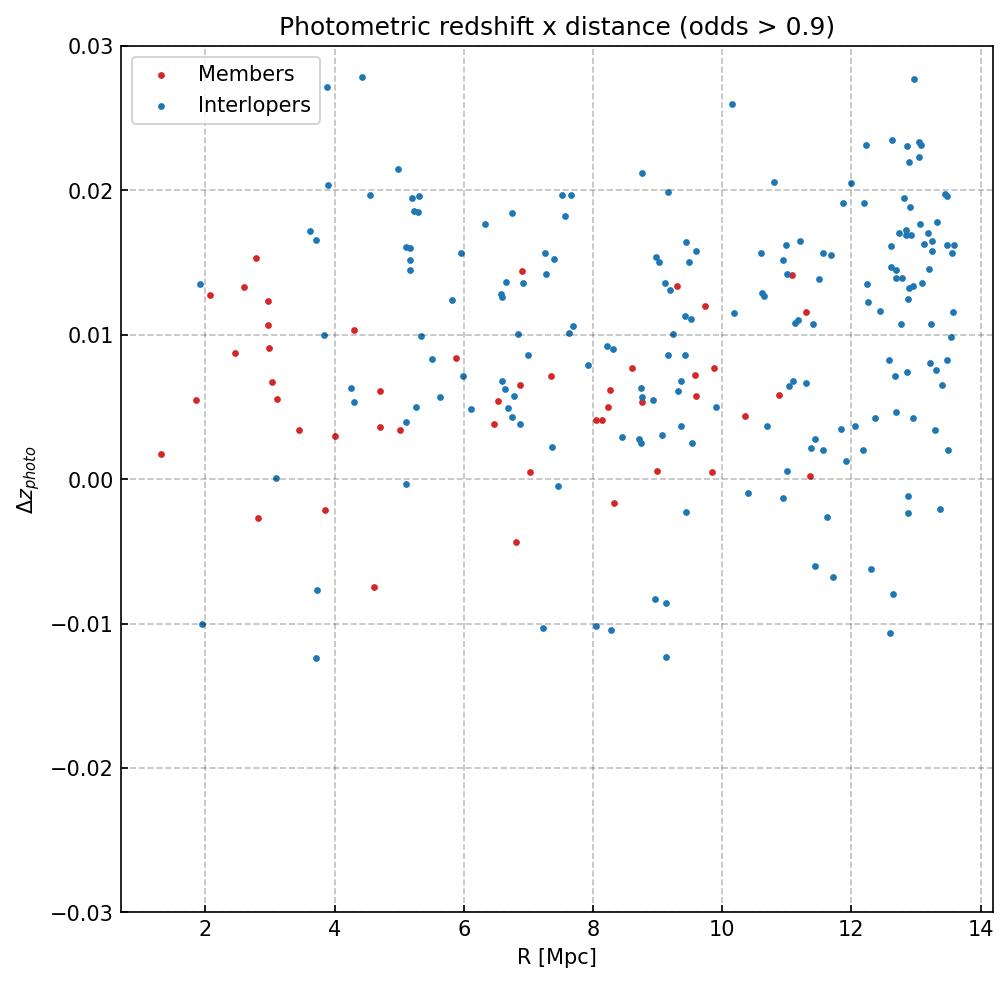 Photometric redshift x distance (odds > 0.9)
Members
Interlopers
0.03
0.02
0.01
0.00
−0.01
−0.02
−0.03
Δz_photo
2
4
6
8
10
12
14
R [Mpc]